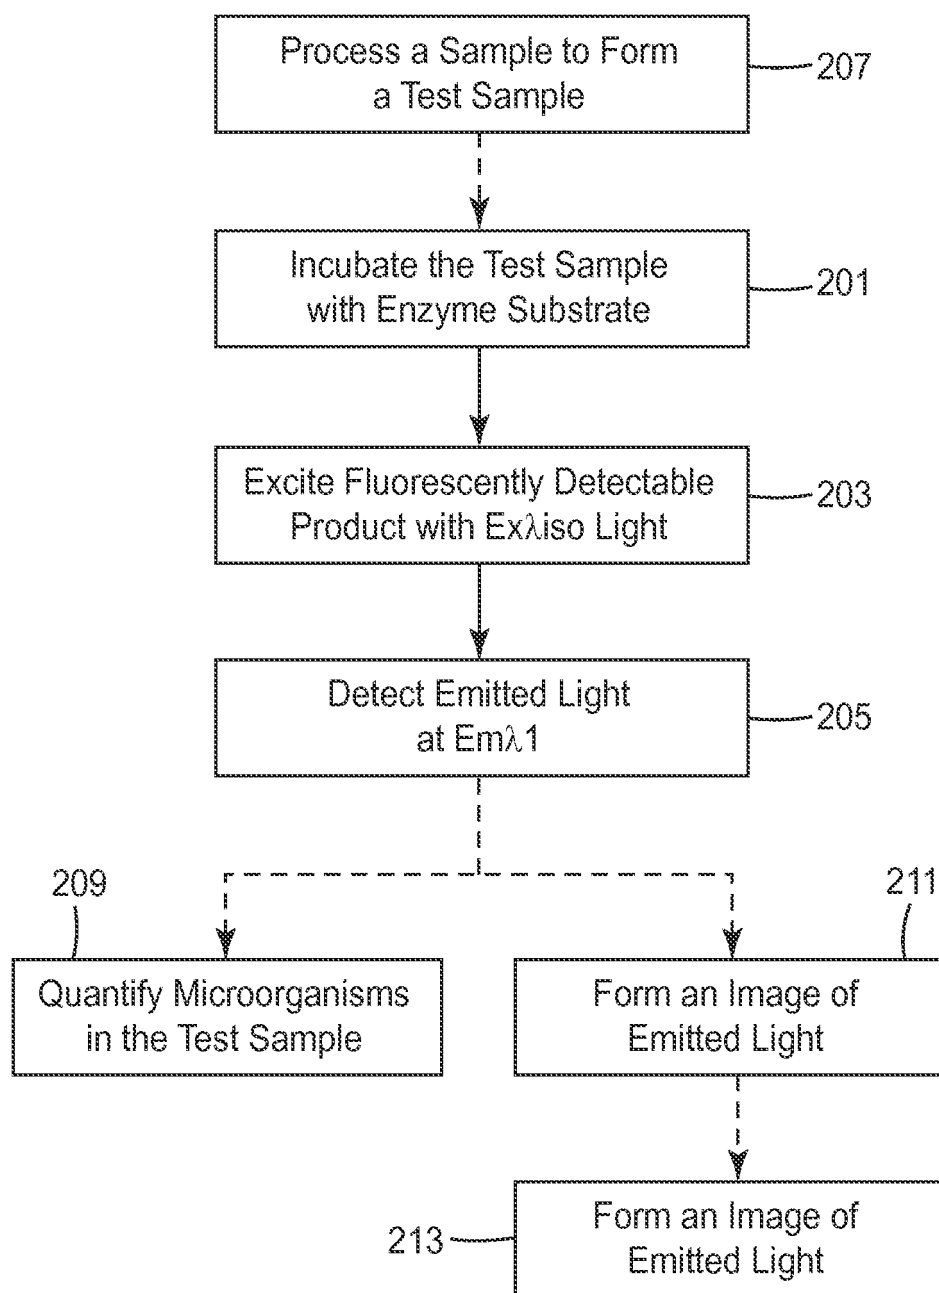 Process a Sample to Form
a Test Sample
207
Incubate the Test Sample
with Enzyme Substrate
201
Excite Fluorescently Detectable
Product with Exλiso Light
203
Detect Emitted Light
at Emλ1
205
209
211
Quantify Microorganisms
in the Test Sample
Form an Image of
Emitted Light
213
Form an Image of
Emitted Light